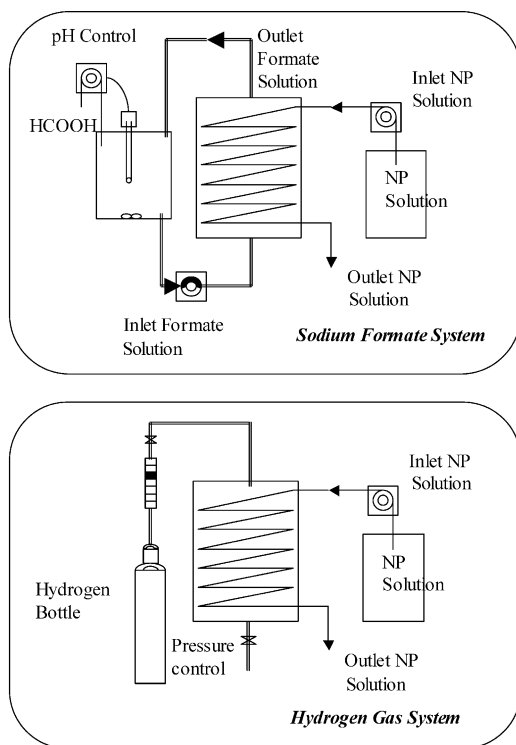 pH Control
HCOOH
Outlet
Formate
Solution
Inlet NP
Solution
NP
Solution
Outlet NP
Solution
Inlet Formate
Solution
Sodium Formate System
Inlet NP
Solution
NP
Solution
Hydrogen
Bottle
Pressure
control
Outlet NP
Solution
Hydrogen Gas System